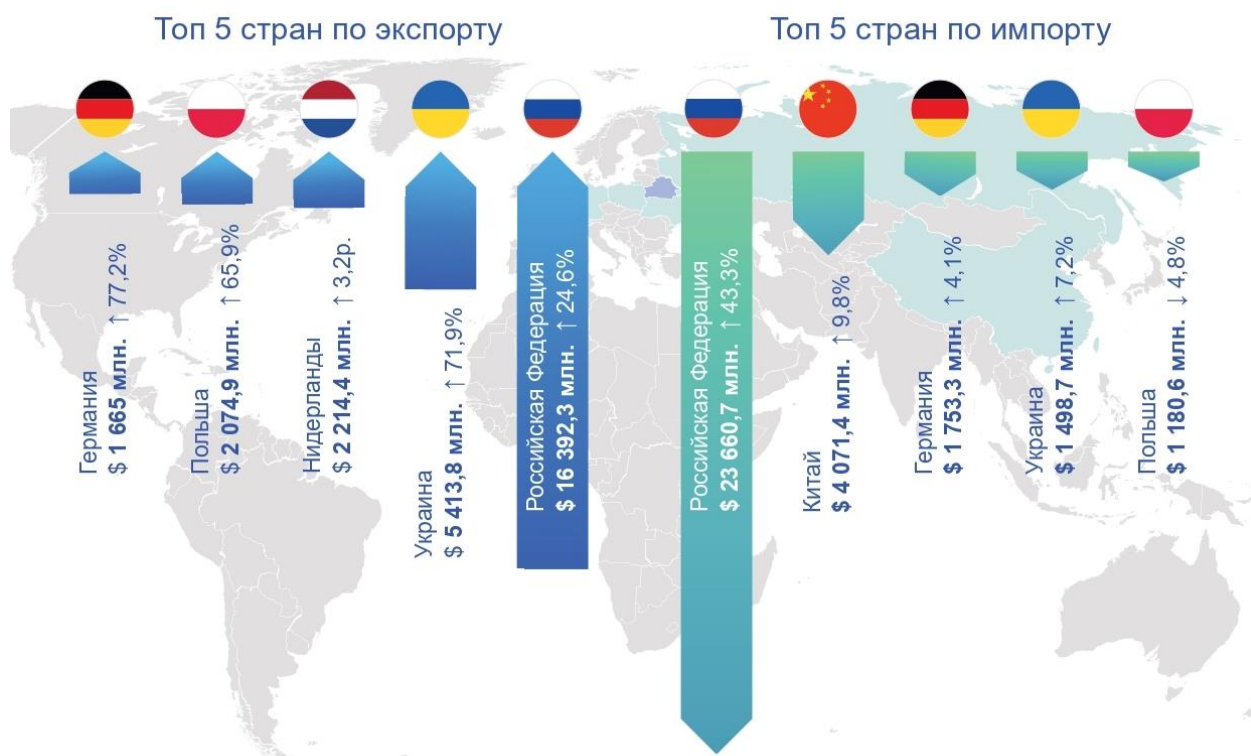 Топ 5 стран по экспорту
Топ 5 стран по импорту
Германия
$ 1 665 млн. ↑ 77,2%
Польша
$ 2 074,9 млн. ↑ 65,9%
Нидерланды
$ 2 214,4 млн. ↑ 3,2р.
Украина
$ 5 413,8 млн. ↑ 71,9%
Российская Федерация
$ 16 392,3 млн. ↑ 24,6%
Российская Федерация
$ 23 660,7 млн. ↑ 43,3%
Китай
$ 4 071,4 млн. ↑ 9,8%
Германия
$ 1 753,3 млн. ↑ 4,1%
Украина
$ 1 498,7 млн. ↑ 7,2%
Польша
$ 1 180,6 млн. ↓ 4,8%